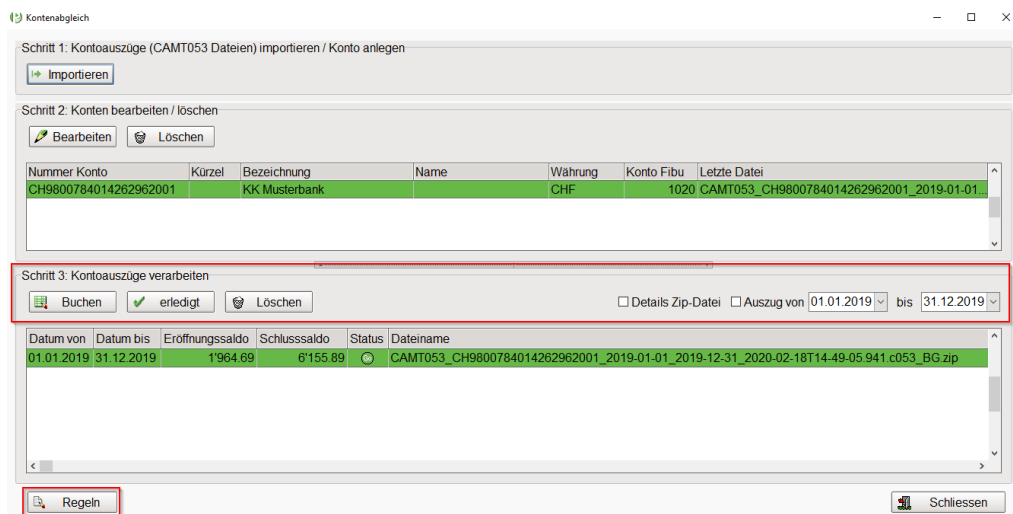 Kontenabgleich
Schritt 1: Kontoauszüge (CAMT053 Dateien) importieren / Konto anlegen
Importieren
Schritt 2: Konten bearbeiten / löschen
Bearbeiten Löschen
Nummer Konto Kürzel Bezeichnung Name Währung Konto Fibu Letzte Datei
CH9800784014262962001 KK Musterbank CHF 1020 CAMT053_CH9800784014262962001_2019-01-01...
Schritt 3: Kontoauszüge verarbeiten
Buchen erledigt Löschen Details Zip-Datei Auszug von 01.01.2019 bis 31.12.2019
Datum von Datum bis Eröffnungssaldo Schlusssaldo Status Dateiname
01.01.2019 31.12.2019 1'964.69 6'155.89 CAMT053_CH9800784014262962001_2019-01-01_2019-12-31_2020-02-18T14-49-05.941.c053_BG.zip
Regeln Schliessen